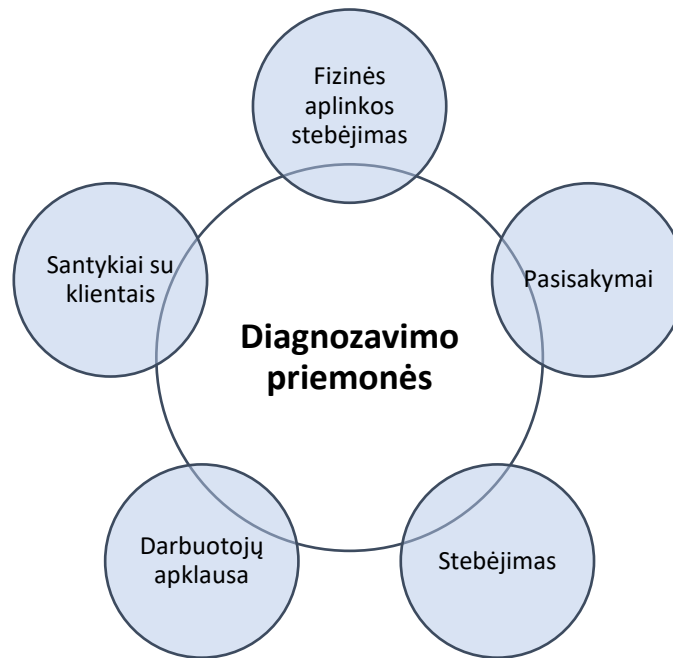 Fizinės
aplinkos
stebėjimas
Santykiai su
klientais
Pasisakymai
Diagnozavimo
priemonės
Darbuotojų
apklausa
Stebėjimas